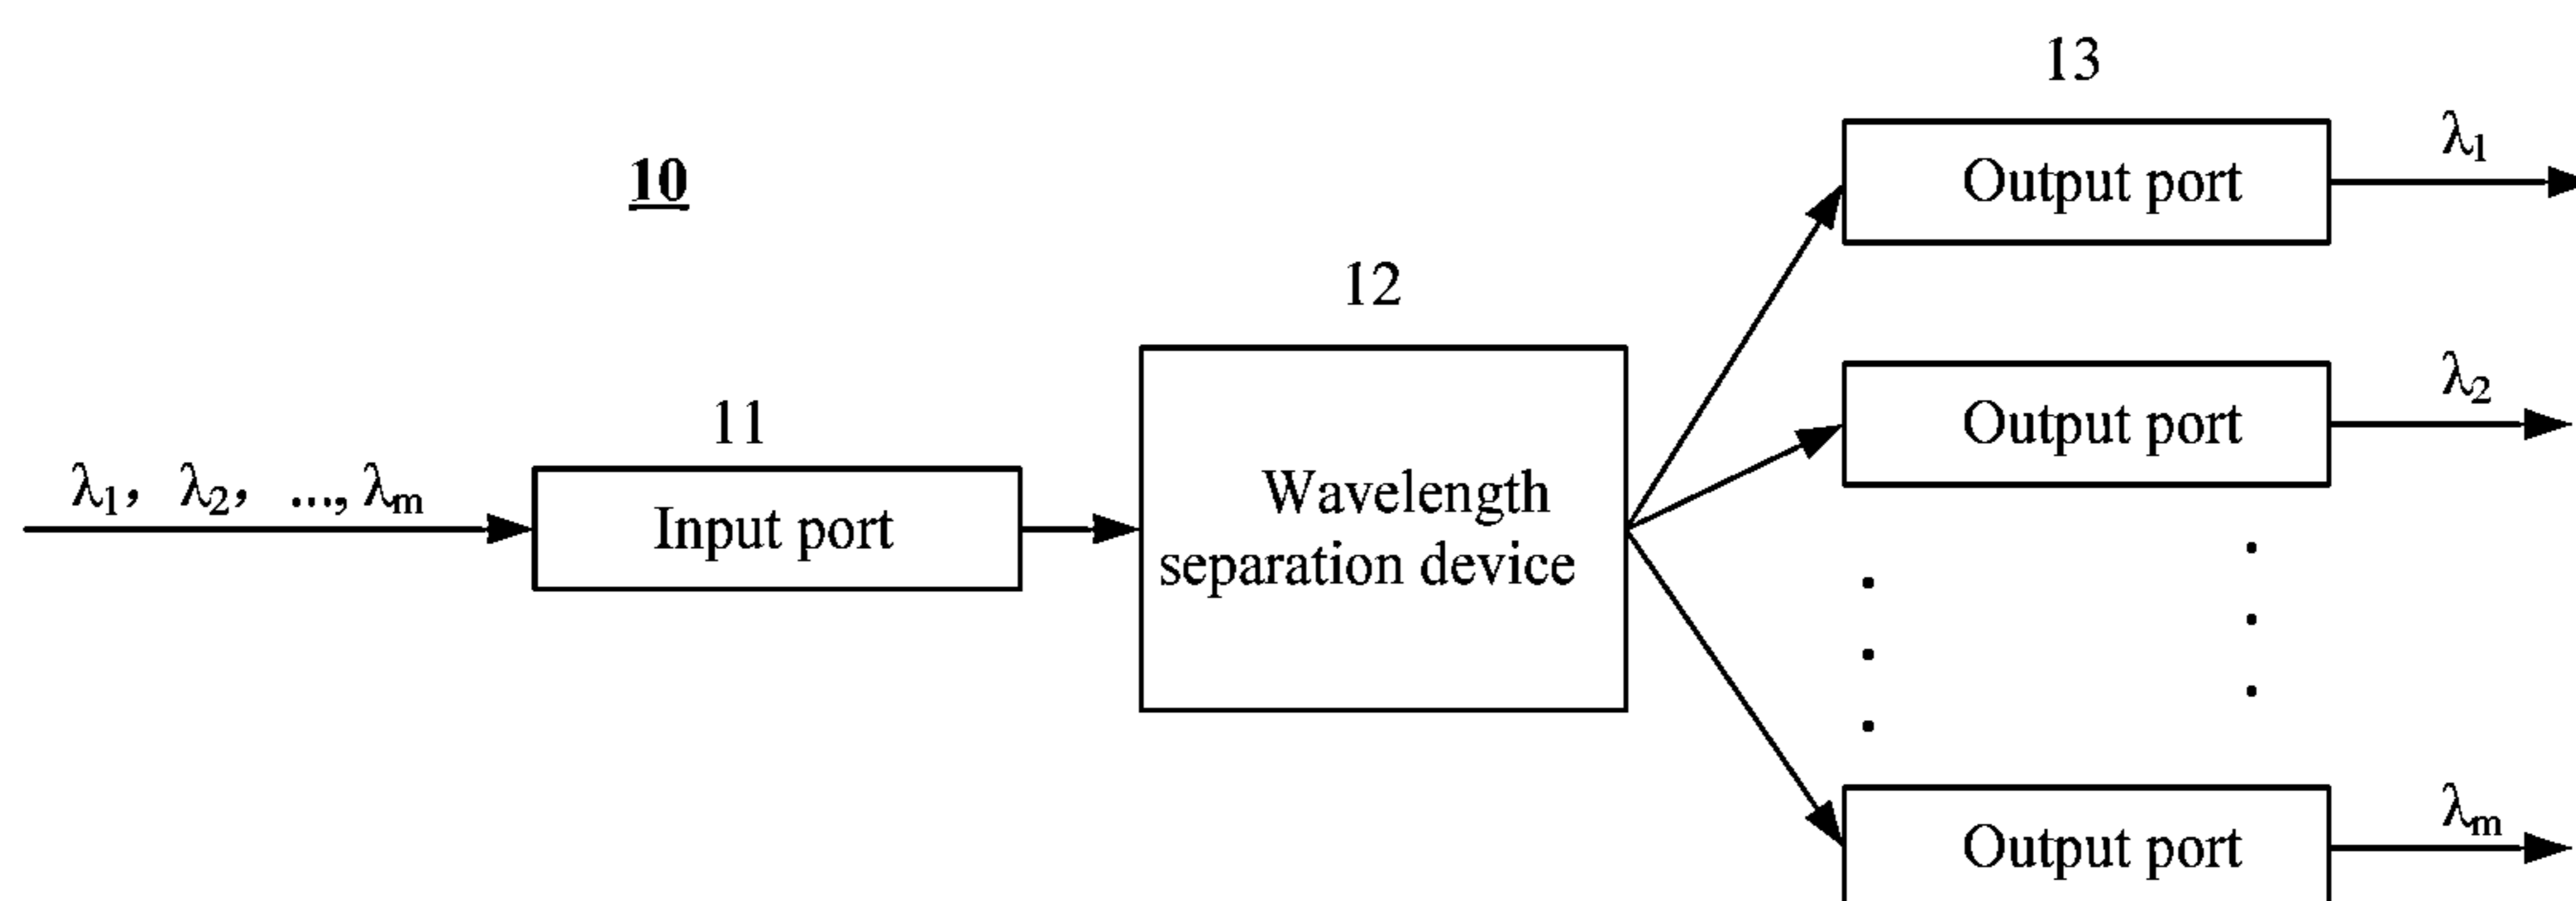 13
λ1
10
Output port
12
λ2
11
Output port
λ1, λ2, ..., λm
Wavelength
separation device
Input port
λm
Output port